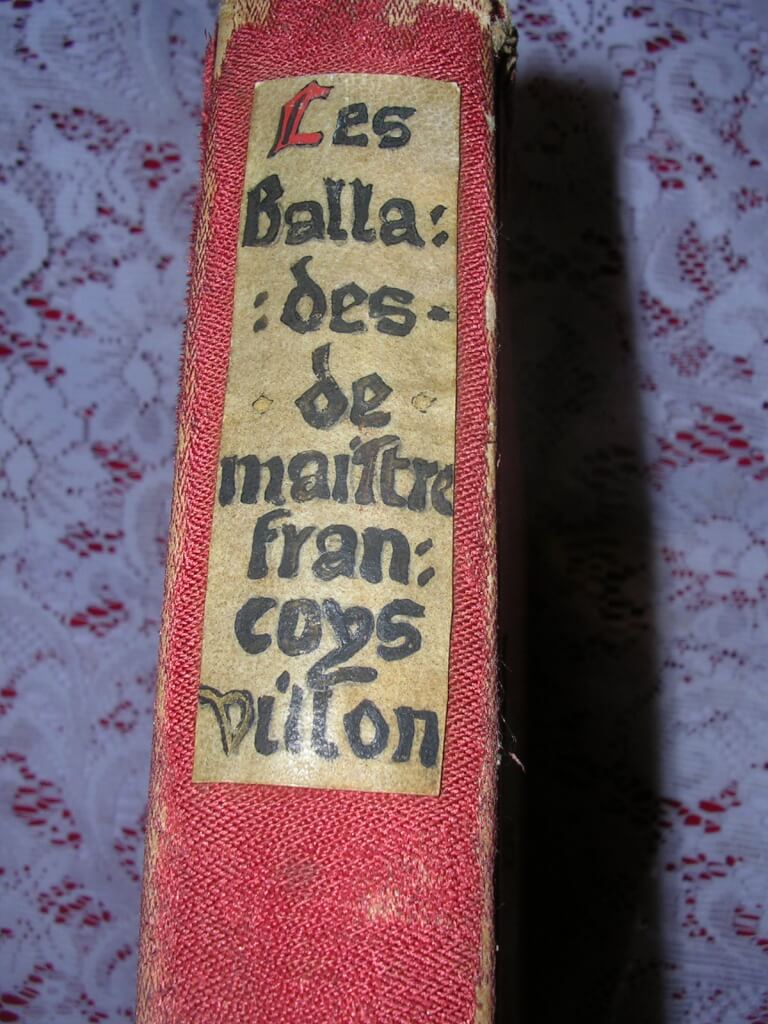 Les
Balla:
:des·
de
maiſtre
fran:
coys
villon